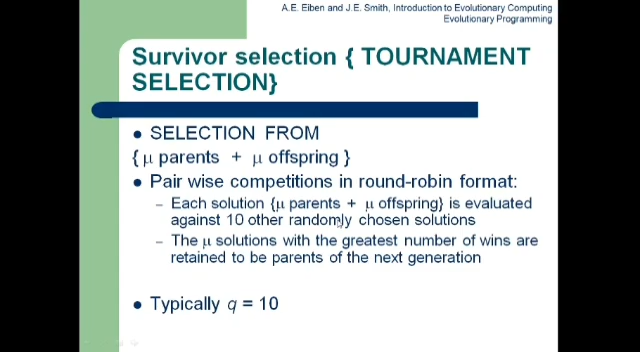 A.E. Eiben and J.E. Smith, Introduction to Evolutionary Computing
Evolutionary Programming
Survivor selection { TOURNAMENT
SELECTION}
● SELECTION FROM
{ μ parents + μ offspring }
● Pair wise competitions in round-robin format:
– Each solution {μ parents + μ offspring} is evaluated
against 10 other randomly chosen solutions
– The μ solutions with the greatest number of wins are
retained to be parents of the next generation
● Typically q = 10